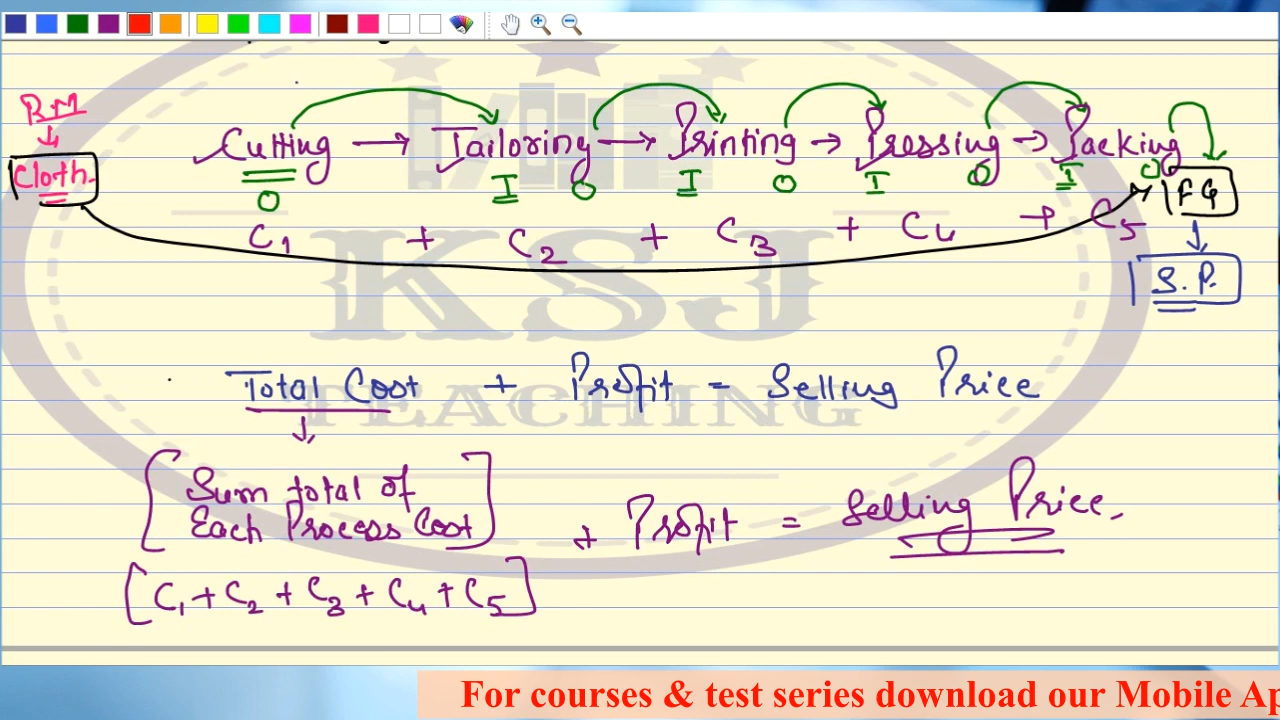 R.M
Cloth.
Cutting → Tailoring → Printing → Pressing → Packing
O I O I O I O I O
F G
C1 + C2 + C3 + C4 + C5
S. P.
KSJ
TEACHING
Total Cost + Profit = Selling Price
[Sum total of
Each Process Cost] + Profit = Selling Price.
[C1 + C2 + C3 + C4 + C5]
For courses & test series download our Mobile Ap